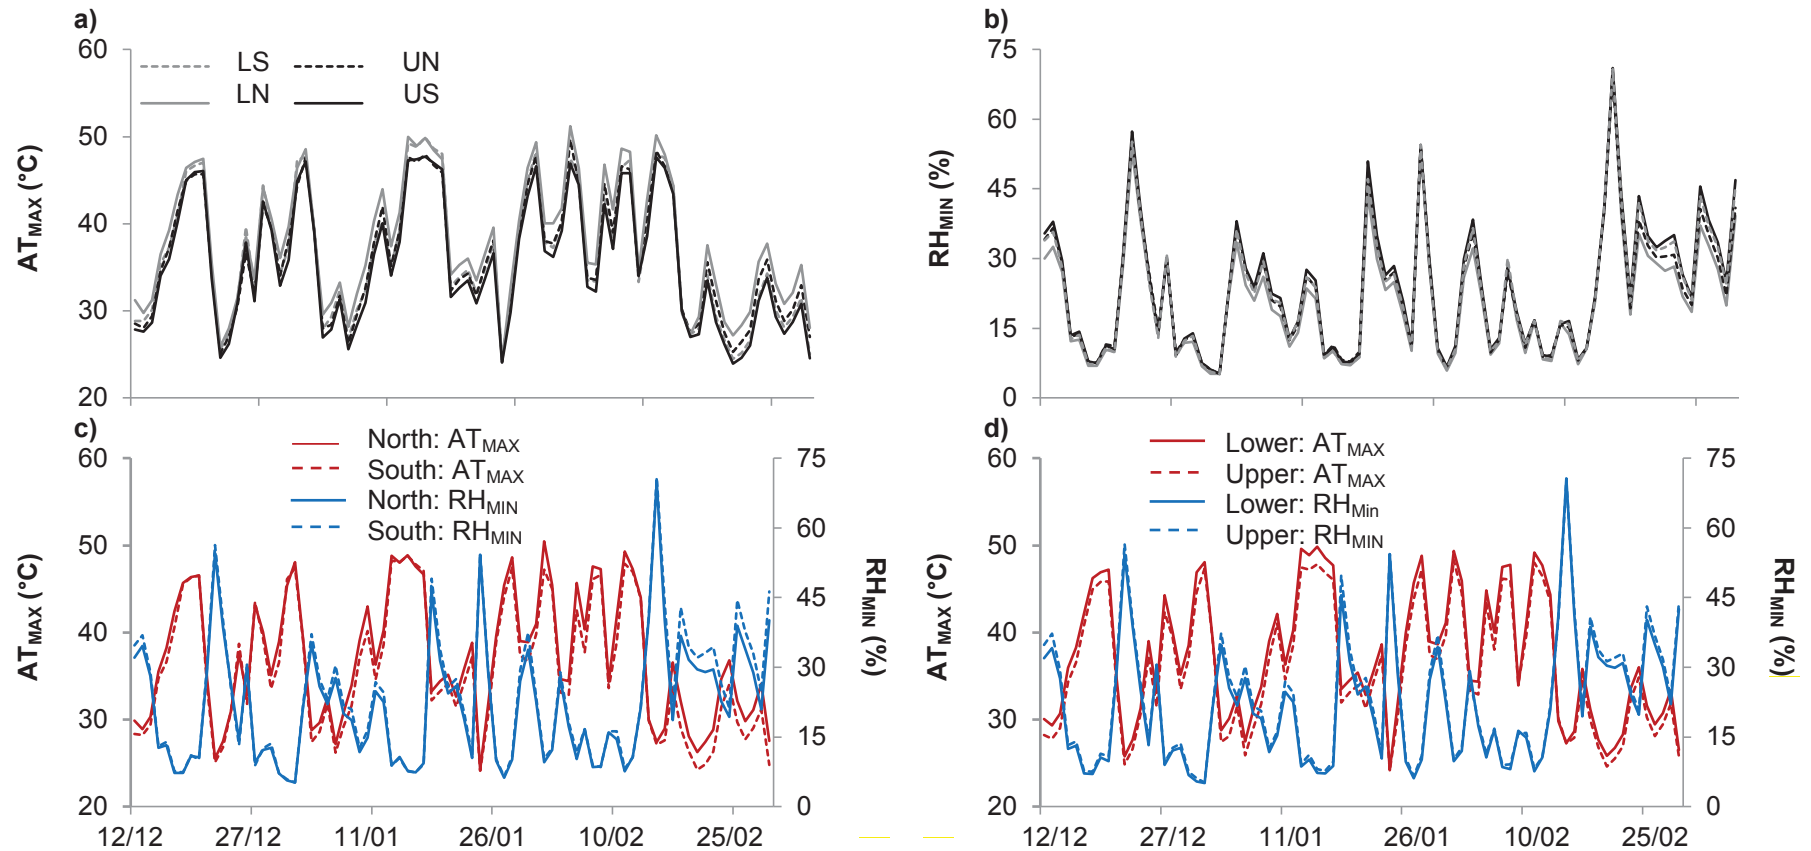 a)
60
50
40
30
20
AT_MAX (°C)
LS
UN
LN
US
b)
75
60
45
30
15
0
RH_MIN (%)
c)
60
50
40
30
20
AT_MAX (°C)
North: AT_MAX
South: AT_MAX
North: RH_MIN
South: RH_MIN
75
60
45
30
15
0
RH_MIN (%)
12/12
27/12
11/01
26/01
10/02
25/02
d)
60
50
40
30
20
AT_MAX (°C)
Lower: AT_MAX
Upper: AT_MAX
Lower: RH_Min
Upper: RH_MIN
75
60
45
30
15
0
RH_MIN (%)
12/12
27/12
11/01
26/01
10/02
25/02